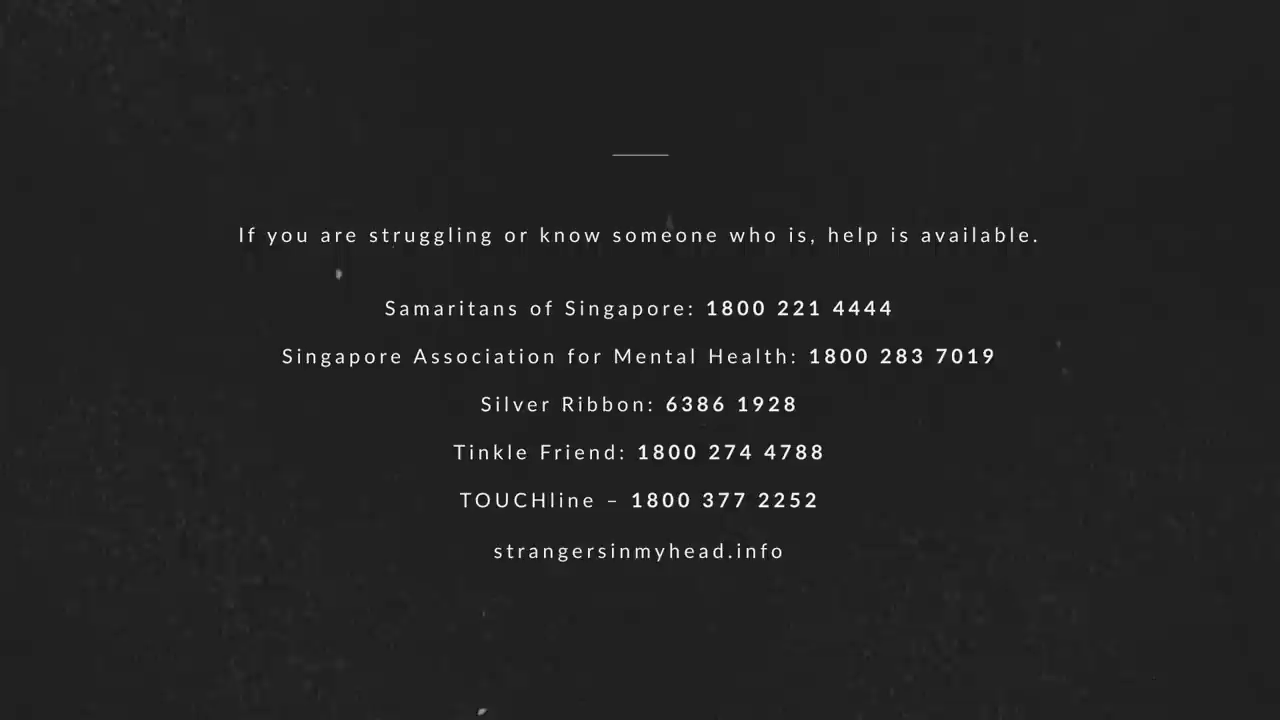 If you are struggling or know someone who is, help is available.
Samaritans of Singapore: 1800 221 4444
Singapore Association for Mental Health: 1800 283 7019
Silver Ribbon: 6386 1928
Tinkle Friend: 1800 274 4788
TOUCHline – 1800 377 2252
strangersinmyhead.info